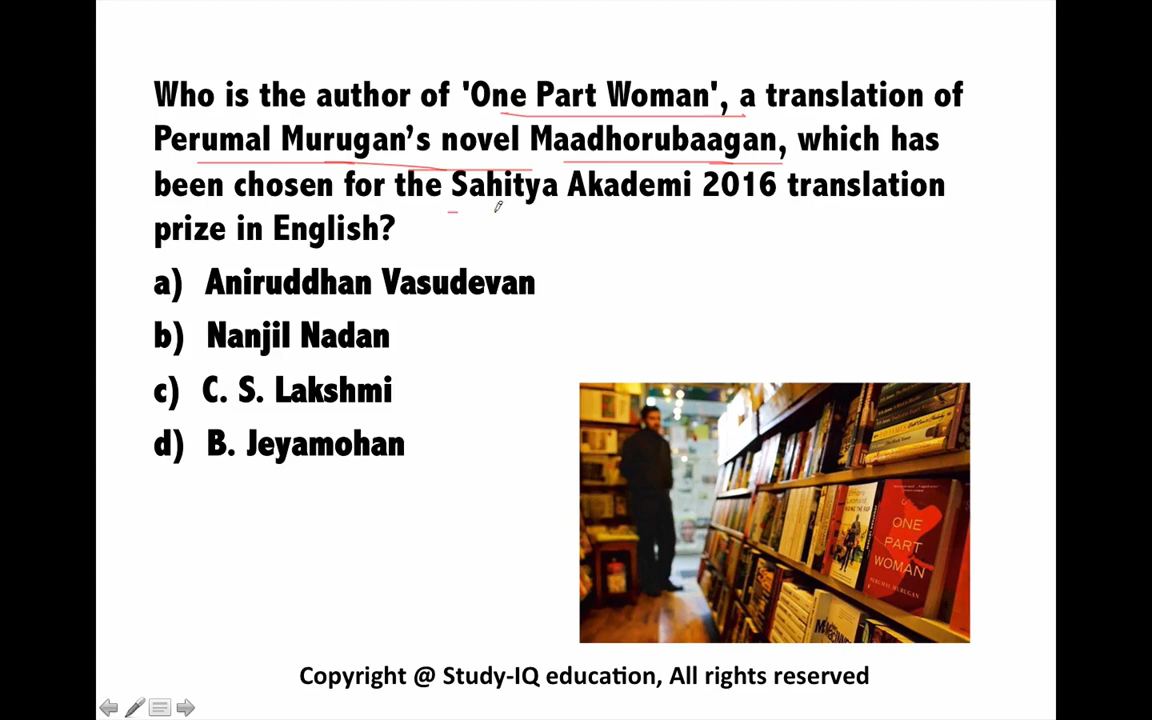 Who is the author of 'One Part Woman', a translation of
Perumal Murugan’s novel Maadhorubaagan, which has
been chosen for the Sahitya Akademi 2016 translation
prize in English?
a) Aniruddhan Vasudevan
b) Nanjil Nadan
c) C. S. Lakshmi
d) B. Jeyamohan
ONE
PART
WOMAN
PERUMAL MURUGAN
Copyright @ Study-IQ education, All rights reserved